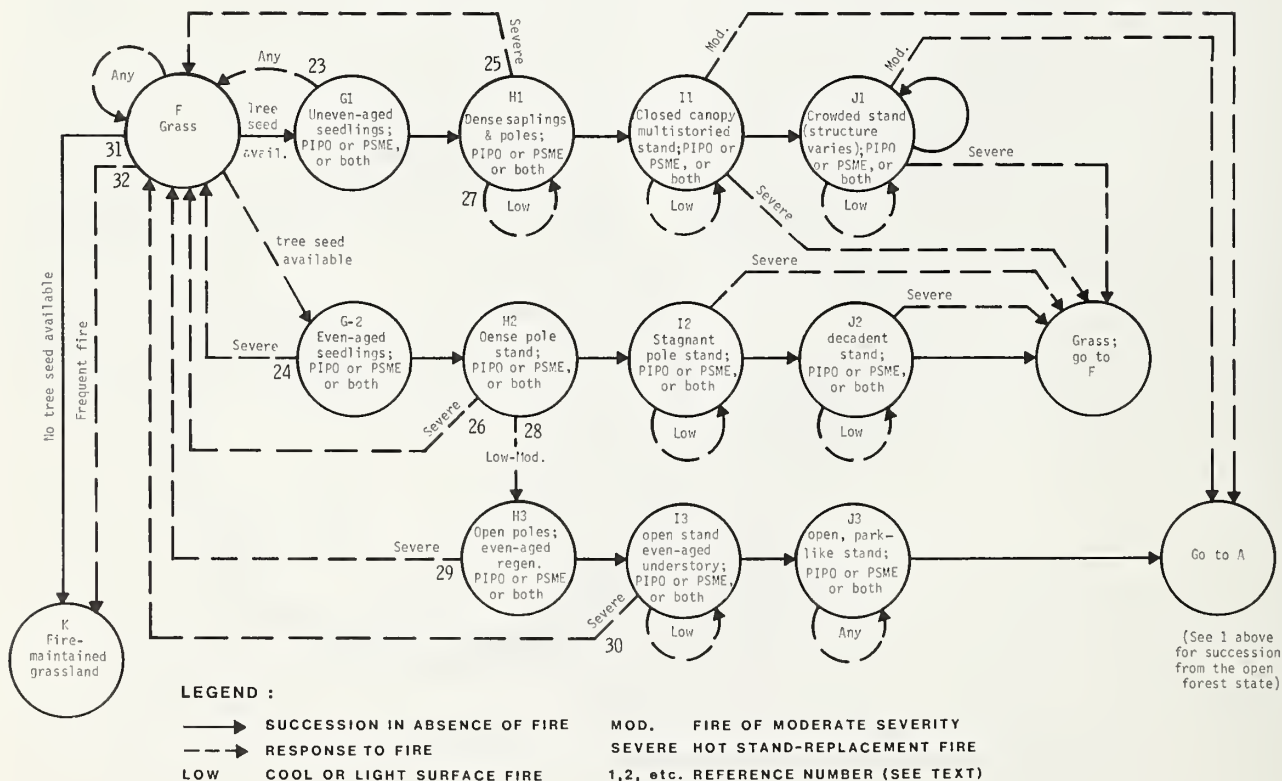 Severe
25
Any
Any
23
F
Grass
Tree
seed
avail.
G1
Uneven-aged
seedlings;
PIPO or PSME,
or both
H1
Dense saplings
& poles;
PIPO or PSME,
or both
27
Low
Mod.
I1
Closed canopy
multistoried
stand;PIPO or
PSME, or
both
Low
Severe
Mod.
J1
Crowded stand
(structure
varies);PIPO
or PSME, or
both
Low
Severe
31
32
tree seed
available
No tree seed available
Frequent fire
Severe
24
G-2
Even-aged
seedlings;
PIPO or PSME
or both
H2
Dense pole
stand;
PIPO or PSME,
or both
Severe
26
28
Low-Mod.
Severe
I2
Stagnant
pole stand;
PIPO or PSME,
or both
Low
Severe
J2
decadent
stand;
PIPO or PSME,
or both
Low
Grass;
go to
F
Severe
29
H3
Open poles;
even-aged
regen.
PIPO or PSME
or both
Severe
30
I3
open stand
even-aged
understory;
PIPO or PSME,
or both
Low
J3
open, park-
like stand;
PIPO or PSME
or both
Any
Go to A
(See 1 above
for succession
from the open
forest state)
K
Fire-
maintained
grassland
LEGEND :
SUCCESSION IN ABSENCE OF FIRE
RESPONSE TO FIRE
LOW COOL OR LIGHT SURFACE FIRE
MOD. FIRE OF MODERATE SEVERITY
SEVERE HOT STAND-REPLACEMENT FIRE
1,2, etc. REFERENCE NUMBER (SEE TEXT)